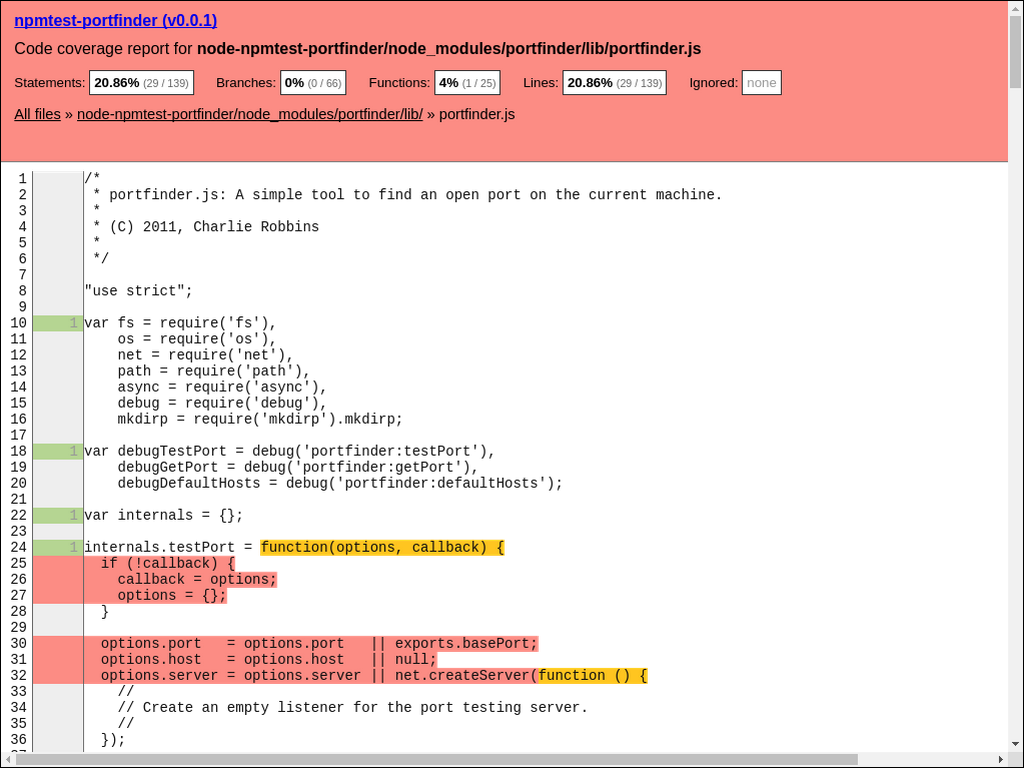 npmtest-portfinder (v0.0.1)
Code coverage report for node-npmtest-portfinder/node_modules/portfinder/lib/portfinder.js
Statements: 20.86% (29 / 139) Branches: 0% (0 / 66) Functions: 4% (1 / 25) Lines: 20.86% (29 / 139) Ignored: none
All files » node-npmtest-portfinder/node_modules/portfinder/lib/ » portfinder.js
1 /*
2  * portfinder.js: A simple tool to find an open port on the current machine.
3  *
4  * (C) 2011, Charlie Robbins
5  *
6  */
7
8 "use strict";
9
10 1 var fs = require('fs'),
11     os = require('os'),
12     net = require('net'),
13     path = require('path'),
14     async = require('async'),
15     debug = require('debug'),
16     mkdirp = require('mkdirp').mkdirp;
17
18 1 var debugTestPort = debug('portfinder:testPort'),
19     debugGetPort = debug('portfinder:getPort'),
20     debugDefaultHosts = debug('portfinder:defaultHosts');
21
22 1 var internals = {};
23
24 1 internals.testPort = function(options, callback) {
25   if (!callback) {
26     callback = options;
27     options = {};
28   }
29
30   options.port   = options.port   || exports.basePort;
31   options.host   = options.host   || null;
32   options.server = options.server || net.createServer(function () {
33     //
34     // Create an empty listener for the port testing server.
35     //
36   });